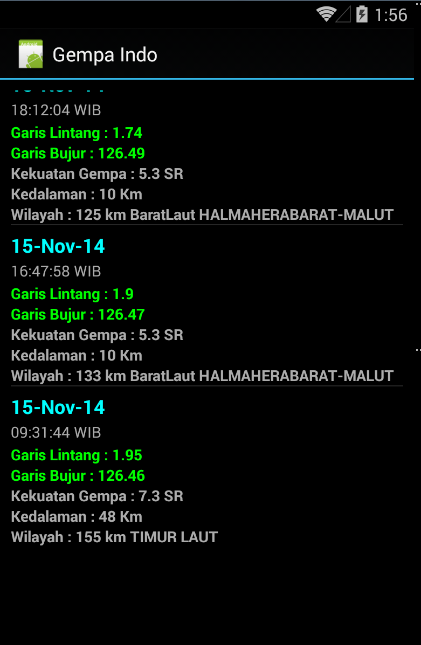 1:56
Gempa Indo
18:12:04 WIB
Garis Lintang : 1.74
Garis Bujur : 126.49
Kekuatan Gempa : 5.3 SR
Kedalaman : 10 Km
Wilayah : 125 km BaratLaut HALMAHERABARAT-MALUT
15-Nov-14
16:47:58 WIB
Garis Lintang : 1.9
Garis Bujur : 126.47
Kekuatan Gempa : 5.3 SR
Kedalaman : 10 Km
Wilayah : 133 km BaratLaut HALMAHERABARAT-MALUT
15-Nov-14
09:31:44 WIB
Garis Lintang : 1.95
Garis Bujur : 126.46
Kekuatan Gempa : 7.3 SR
Kedalaman : 48 Km
Wilayah : 155 km TIMUR LAUT